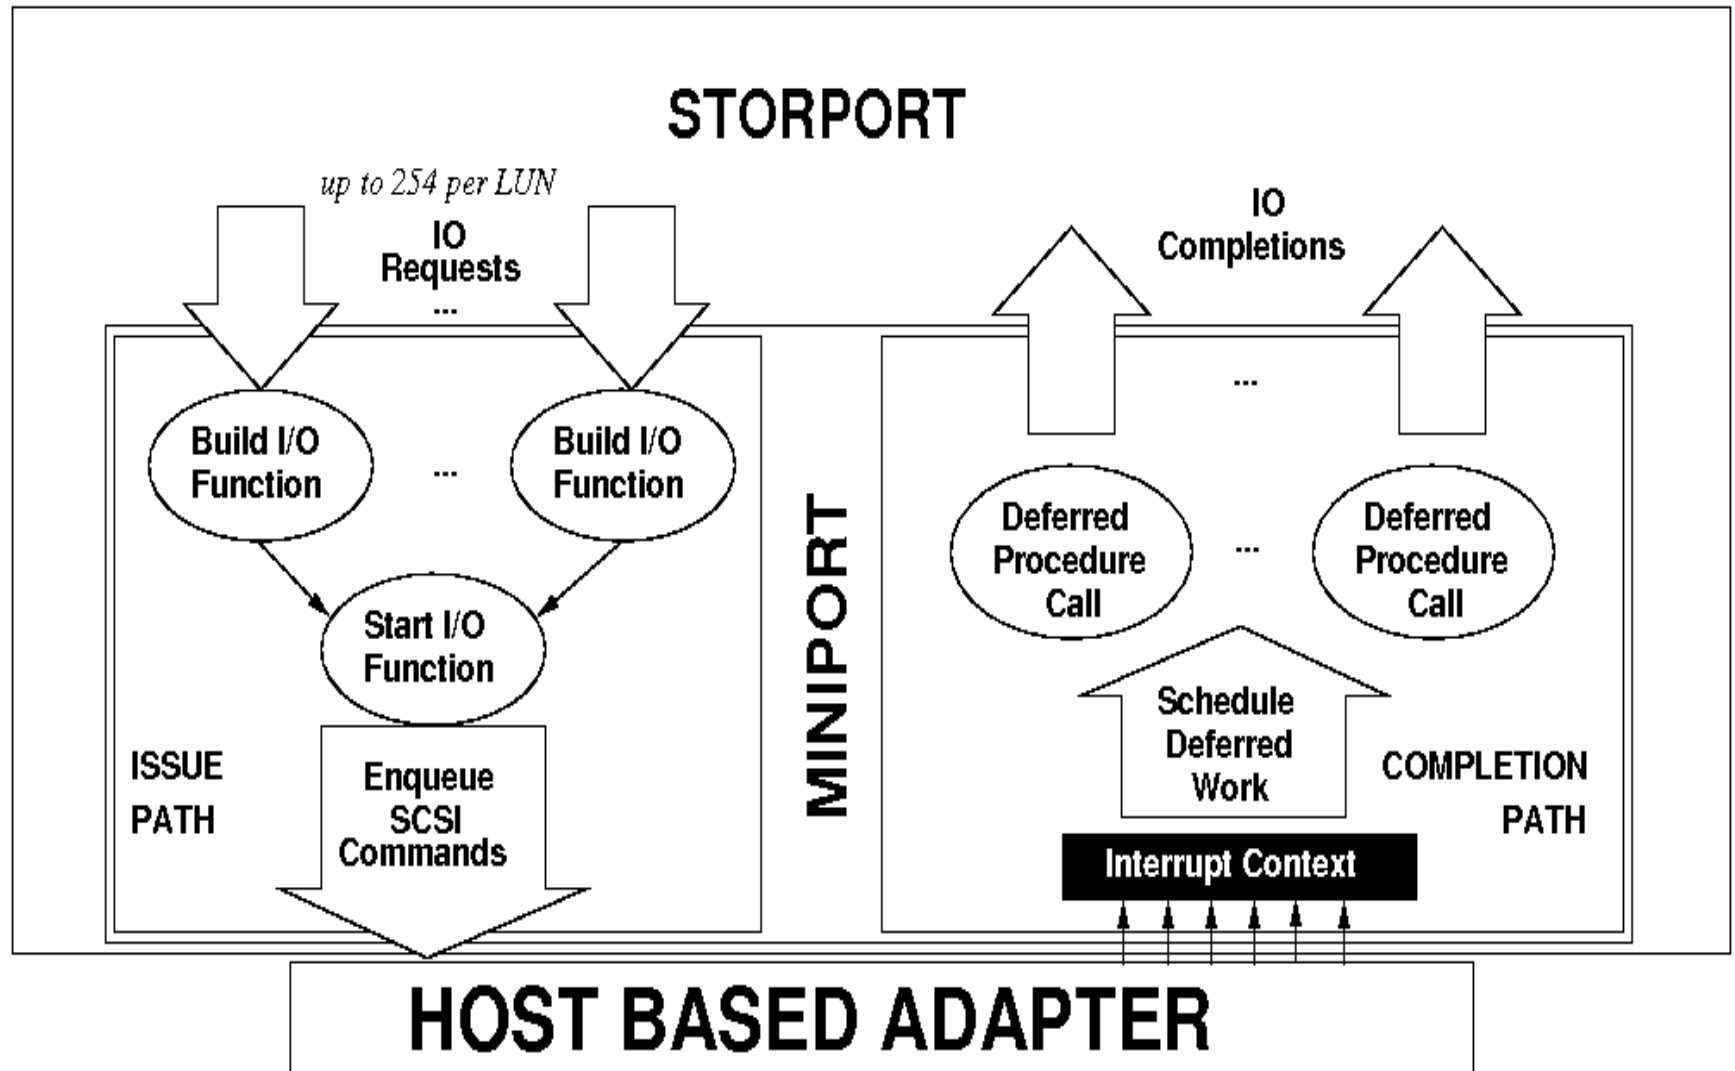 STORPORT
up to 254 per LUN
IO
Requests
...
IO
Completions
...
Build I/O
Function
...
Build I/O
Function
Start I/O
Function
Enqueue
SCSI
Commands
ISSUE
PATH
MINIPORT
Deferred
Procedure
Call
...
Deferred
Procedure
Call
Schedule
Deferred
Work
COMPLETION
PATH
Interrupt Context
HOST BASED ADAPTER